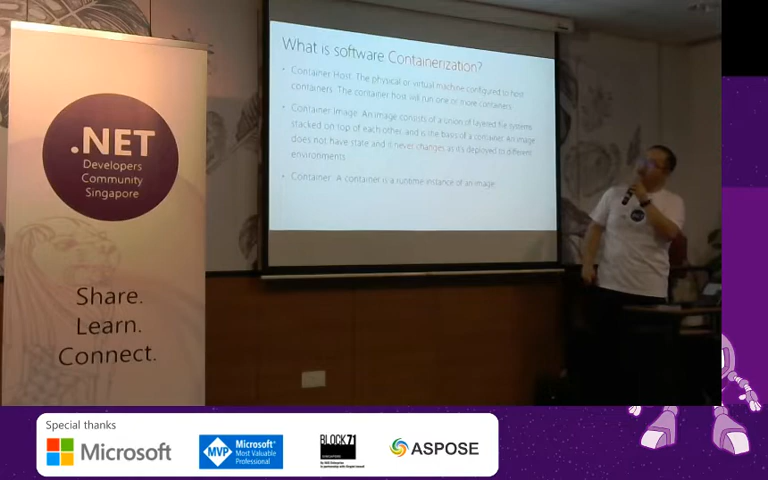 .NET
Developers
Community
Singapore
Share.
Learn.
Connect.
What is software Containerization?
• Container Host: The physical or virtual machine configured to host
containers. The container host will run one or more containers.
• Container Image: An image consists of a union of layered file systems
stacked on top of each other, and is the basis of a container. An image
does not have state and it never changes as it's deployed to different
environments.
• Container: A container is a runtime instance of an image.
.NET
Special thanks
Microsoft
MVP
Microsoft®
Most Valuable
Professional
BLOCK71
SINGAPORE
ASPOSE